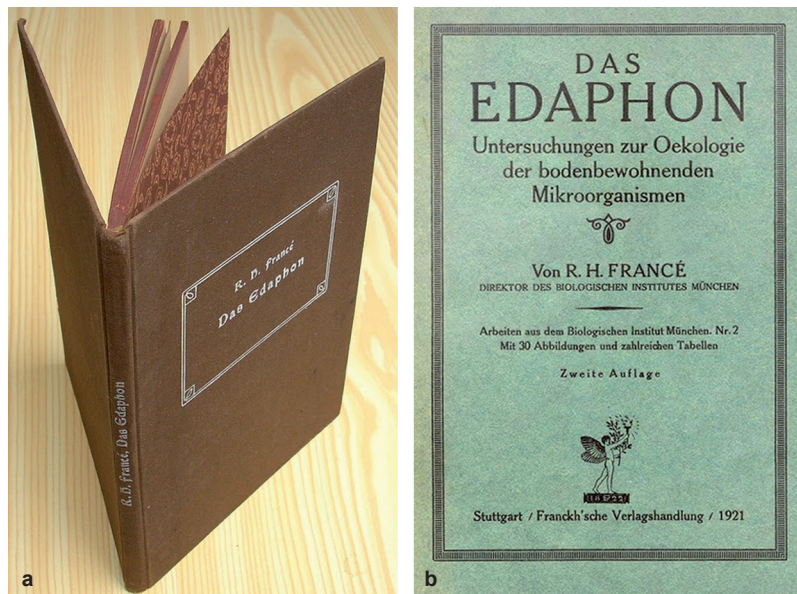 R. H. Francé
Das Edaphon
R. H. Francé, Das Edaphon
a
DAS
EDAPHON
Untersuchungen zur Oekologie
der bodenbewohnenden
Mikroorganismen
Von R. H. FRANCÉ
DIREKTOR DES BIOLOGISCHEN INSTITUTES MÜNCHEN
Arbeiten aus dem Biologischen Institut München. Nr. 2
Mit 30 Abbildungen und zahlreichen Tabellen
Zweite Auflage
1822
Stuttgart / Franckh'sche Verlagshandlung / 1921
b